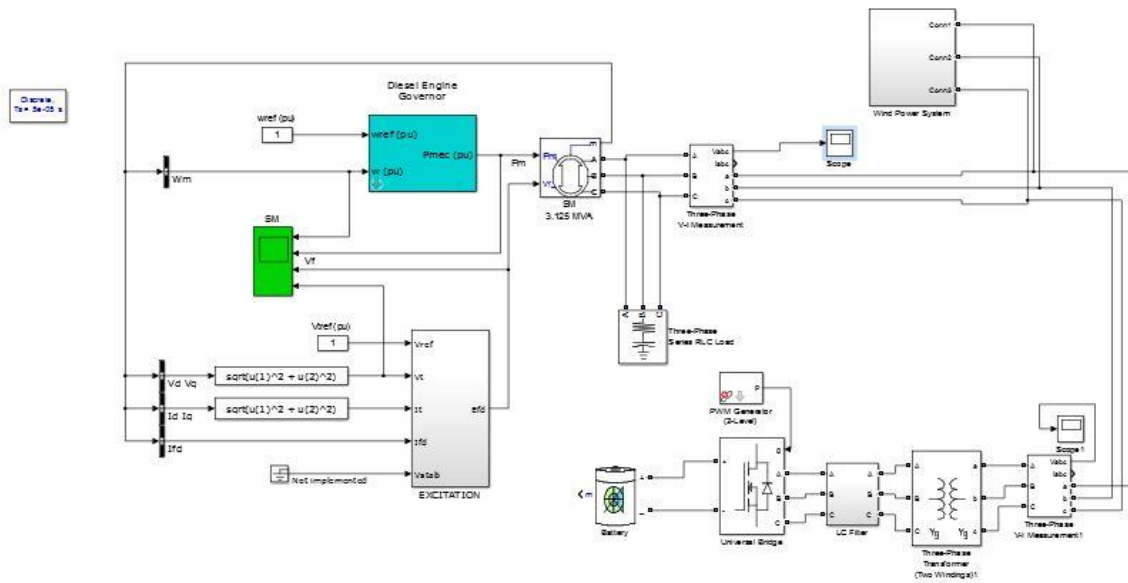 Discrete,
Ts = 5e-05 s
Diesel Engine
Governor
wref (pu)
1
wref (pu)
w (pu)
Pmec (pu)
Wm
SM
Vf
Pm
Pm
Vf_
m
A
B
C
SM
3.125 MVA
A
B
C
Vabc
Iabc
a
b
c
Three-Phase
V-I Measurement
Scope
Conn1
Conn2
Conn3
Wind Power System
A
B
C
Three-Phase
Series RLC Load
Vtref (pu)
1
Vd Vq
sqrt(u(1)^2 + u(2)^2)
Id Iq
sqrt(u(1)^2 + u(2)^2)
Ifd
Not implemented
Vref
Vt
It
Ifd
Vstab
efd
EXCITATION
P
PWM Generator
(2-Level)
m
+
-
Battery
g
+
-
A
B
C
Universal Bridge
A
B
C
A
B
C
LC Filter
A
B
C
a
b
c
Yg
Yg
Three-Phase
Transformer
(Two Windings)1
A
B
C
Vabc
Iabc
a
b
c
Three-Phase
V-I Measurement1
Scope1